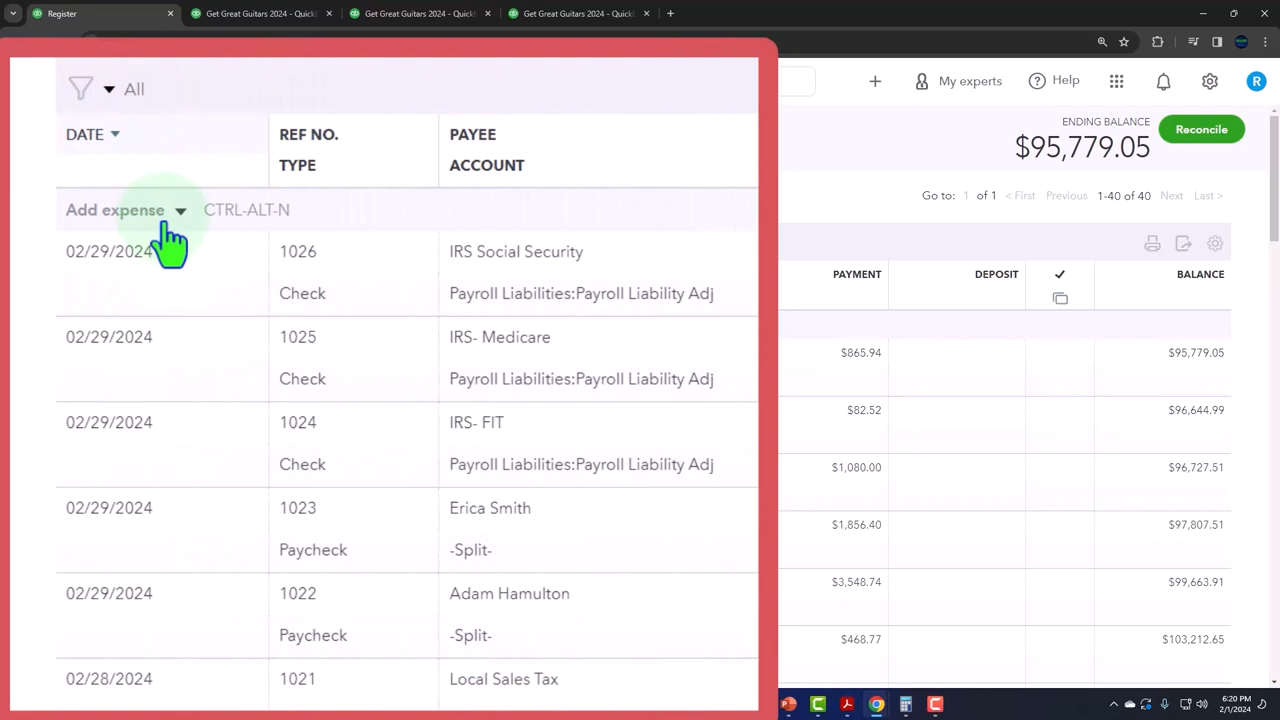 Register
Get Great Guitars 2024 - Quick
Get Great Guitars 2024 - Quick
Get Great Guitars 2024 - Quick
My experts
Help
R
ENDING BALANCE
$95,779.05
Reconcile
Go to: 1 of 1 < First Previous 1-40 of 40 Next Last >
All
DATE REF NO. PAYEE
TYPE ACCOUNT
PAYMENT DEPOSIT BALANCE
Add expense CTRL-ALT-N
02/29/2024 1026 IRS Social Security
Check Payroll Liabilities:Payroll Liability Adj
$865.94 $95,779.05
02/29/2024 1025 IRS- Medicare
Check Payroll Liabilities:Payroll Liability Adj
$82.52 $96,644.99
02/29/2024 1024 IRS- FIT
Check Payroll Liabilities:Payroll Liability Adj
$1,080.00 $96,727.51
02/29/2024 1023 Erica Smith
Paycheck -Split-
$1,856.40 $97,807.51
02/29/2024 1022 Adam Hamulton
Paycheck -Split-
$3,548.74 $99,663.91
02/28/2024 1021 Local Sales Tax
$468.77 $103,212.65
6:20 PM
2/1/2024